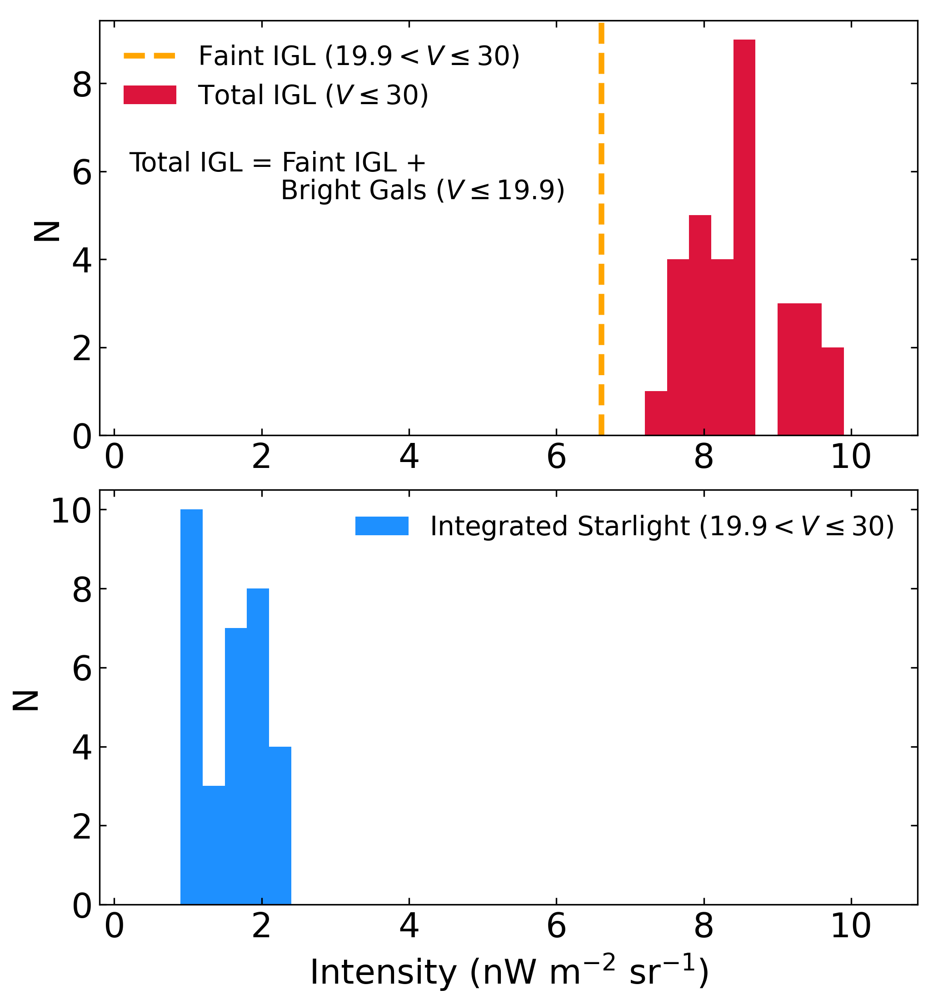 Faint IGL (19.9 < V ≤ 30)
Total IGL (V ≤ 30)
Total IGL = Faint IGL +
Bright Gals (V ≤ 19.9)
N
8
6
4
2
0
0 2 4 6 8 10
Integrated Starlight (19.9 < V ≤ 30)
N
10
8
6
4
2
0
0 2 4 6 8 10
Intensity (nW m⁻² sr⁻¹)